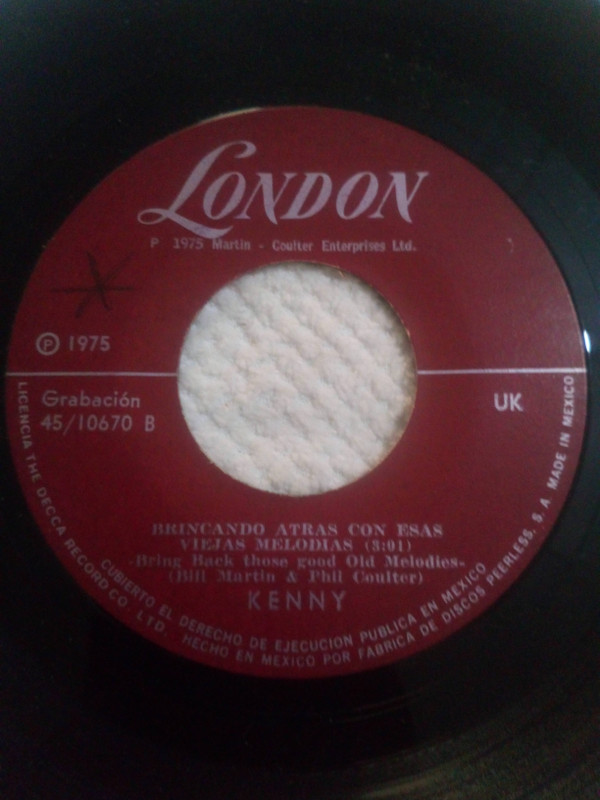 LONDON
P 1975 Martin - Coulter Enterprises Ltd.
Ⓟ 1975
Grabación
45/10670 B
UK
BRINCANDO ATRAS CON ESAS
VIEJAS MELODIAS (3:01)
-Bring Back those good Old Melodies-
(Bill Martin & Phil Coulter)
KENNY
LICENCIA THE DECCA RECORD CO. LTD. HECHO EN MEXICO POR FABRICA DE DISCOS PEERLESS, S. A. MADE IN MEXICO
CUBIERTO EL DERECHO DE EJECUCION PUBLICA EN MEXICO